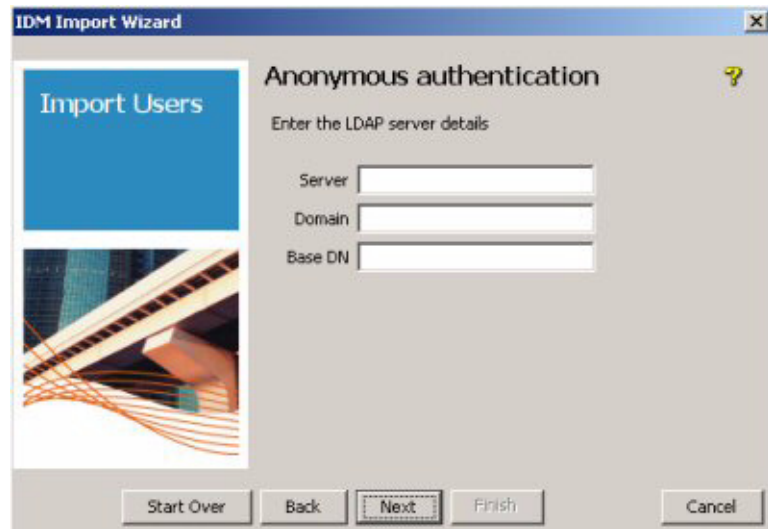 IDM Import Wizard
Import Users
Anonymous authentication
Enter the LDAP server details
Server
Domain
Base DN
Start Over Back Next Finish Cancel